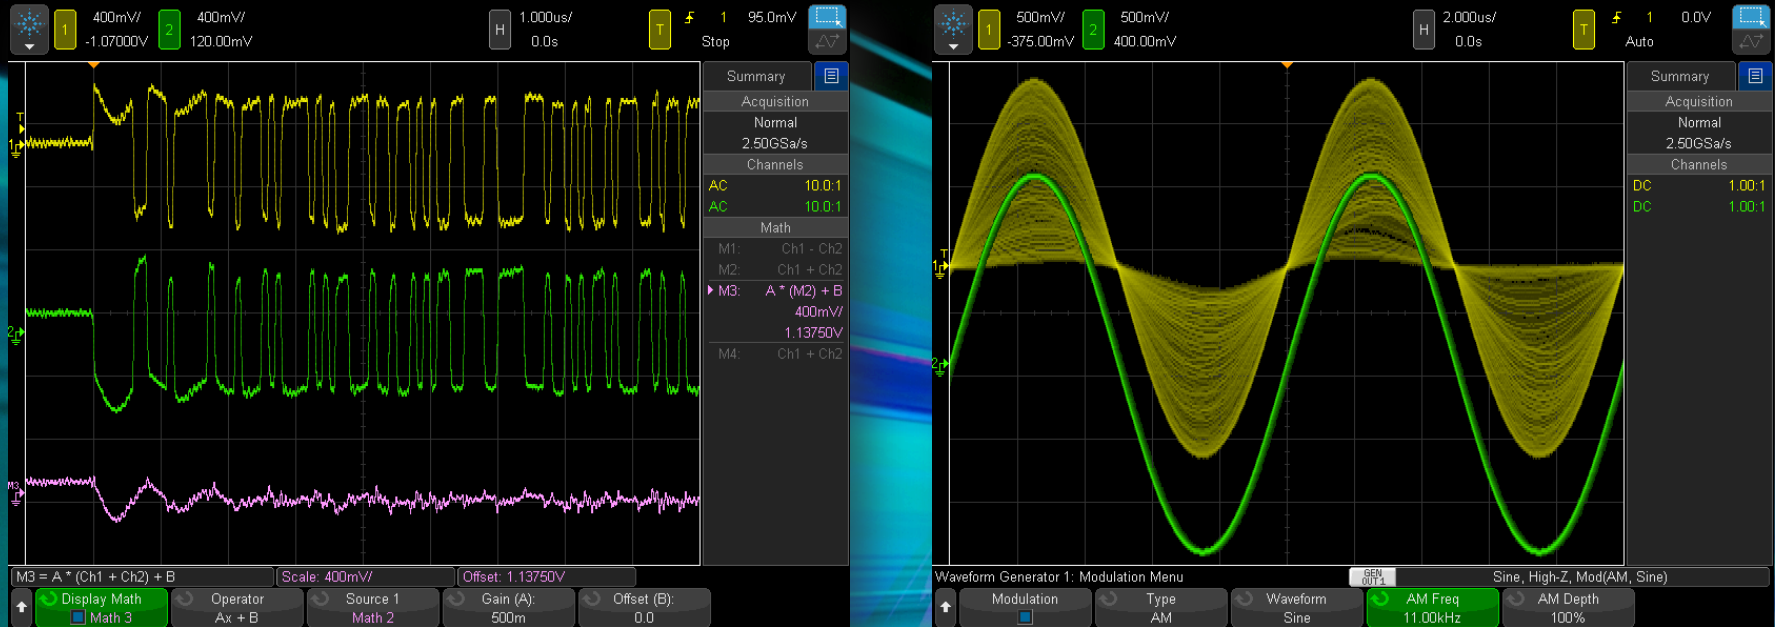 1
400mV/
-1.07000V
2
400mV/
120.00mV
H
1.000us/
0.0s
T
1
95.0mV
Stop
Summary
Acquisition
Normal
2.50GSa/s
Channels
AC 10.0:1
AC 10.0:1
Math
M1: Ch1 - Ch2
M2: Ch1 + Ch2
M3: A * (M2) + B
400mV/
1.13750V
M4: Ch1 + Ch2
T
1
2
M3
M3 = A * (Ch1 + Ch2) + B
Scale: 400mV/
Offset: 1.13750V
Display Math
Math 3
Operator
Ax + B
Source 1
Math 2
Gain (A):
500m
Offset (B):
0.0
1
500mV/
-375.00mV
2
500mV/
400.00mV
H
2.000us/
0.0s
T
1
0.0V
Auto
Summary
Acquisition
Normal
2.50GSa/s
Channels
DC 1.00:1
DC 1.00:1
T
1
2
Waveform Generator 1: Modulation Menu
GEN
OUT1
Sine, High-Z, Mod(AM, Sine)
Modulation
Type
AM
Waveform
Sine
AM Freq
11.00kHz
AM Depth
100%